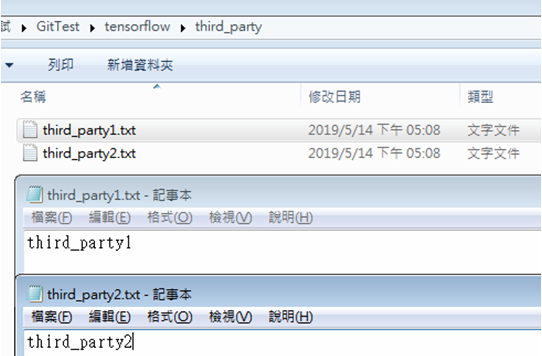 試 ▸ GitTest ▸ tensorflow ▸ third_party
列印 新增資料夾
名稱 修改日期 類型
third_party1.txt 2019/5/14 下午 05:08 文字文件
third_party2.txt 2019/5/14 下午 05:08 文字文件
third_party1.txt - 記事本
檔案(F) 編輯(E) 格式(O) 檢視(V) 說明(H)
third_party1
third_party2.txt - 記事本
檔案(F) 編輯(E) 格式(O) 檢視(V) 說明(H)
third_party2